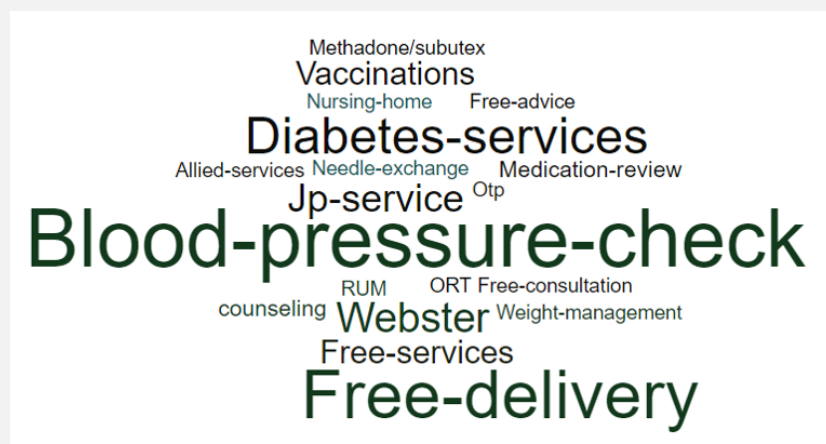 Methadone/subutex
Vaccinations
Nursing-home Free-advice
Diabetes-services
Allied-services Needle-exchange Medication-review
Jp-service Otp
Blood-pressure-check
RUM ORT Free-consultation
counseling Webster Weight-management
Free-services
Free-delivery